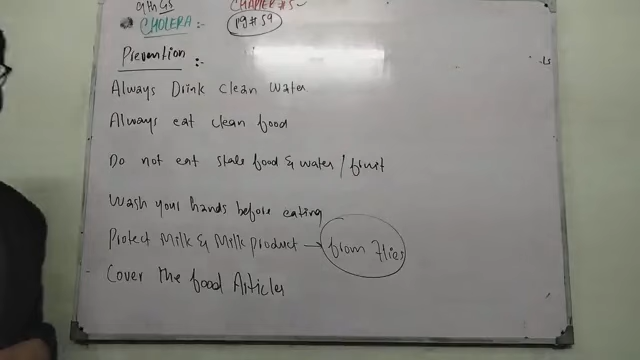 9th GS CHAPTER # 5
CHOLERA :- Pg # 59
Prevention :-
Always Drink Clean Water
Always eat clean food
Do not eat stale food & water / fruit
Wash your hands before eating
Protect Milk & Milk product → from flies
Cover the food Articles